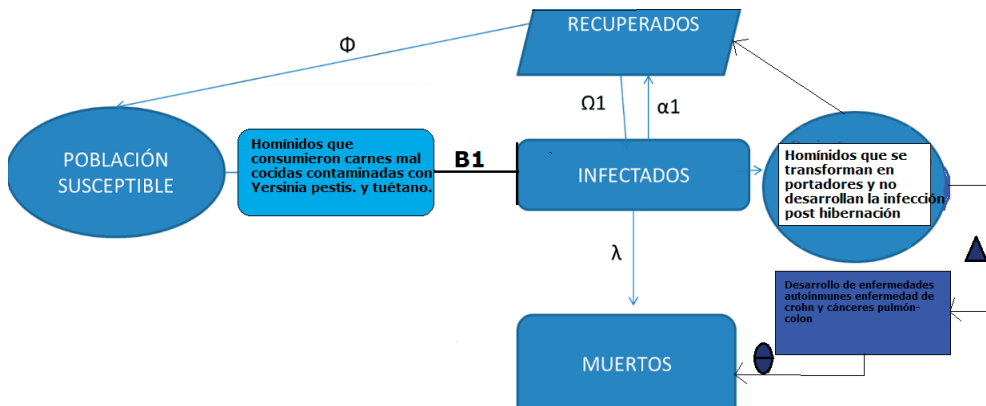 RECUPERADOS
Φ
Ω1
α1
POBLACIÓN
SUSCEPTIBLE
Homínidos que
consumieron carnes mal
cocidas contaminadas con
Yersinia pestis. y tuétano.
B1
INFECTADOS
Homínidos que se
transforman en
portadores y no
desarrollan la infección
post hibernación
λ
Desarrollo de enfermedades
autoinmunes enfermedad de
crohn y cánceres pulmón-
colon
MUERTOS
Θ